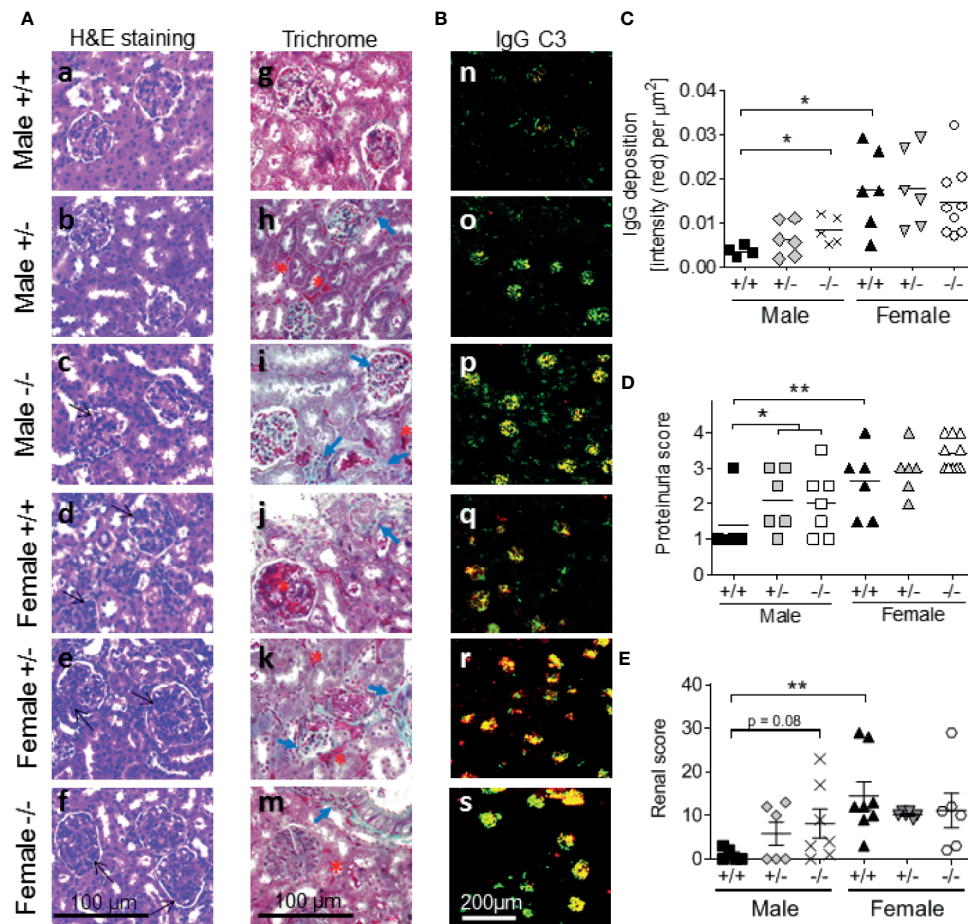 A
B
C
D
E
H&E staining
Trichrome
IgG C3
Male +/+
Male +/-
Male -/-
Female +/+
Female +/-
Female -/-
a
g
n
b
h
o
c
i
p
d
j
q
e
k
r
f
m
s
*
*
*
*
*
*
*
100 µm
100 µm
200µm
IgG deposition
[intensity (red) per µm²]
0.04
0.03
0.02
0.01
0.00
*
*
+/+ +/- -/- +/+ +/- -/-
Male Female
Proteinuria score
4
3
2
1
0
**
*
+/+ +/- -/- +/+ +/- -/-
Male Female
Renal score
40
30
20
10
0
**
p = 0.08
+/+ +/- -/- +/+ +/- -/-
Male Female